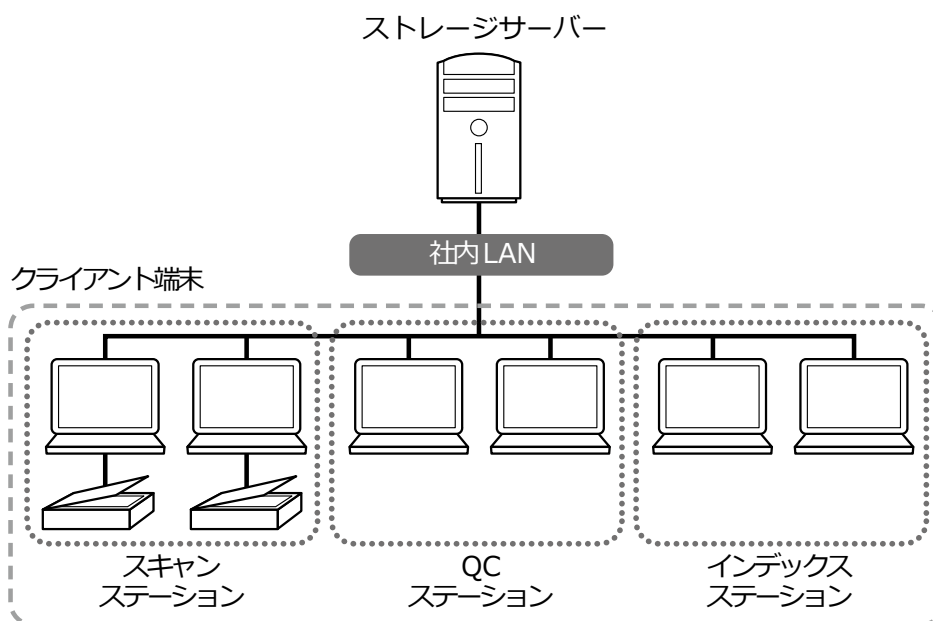 ストレージサーバー
社内LAN
クライアント端末
スキャン
ステーション
QC
ステーション
インデックス
ステーション